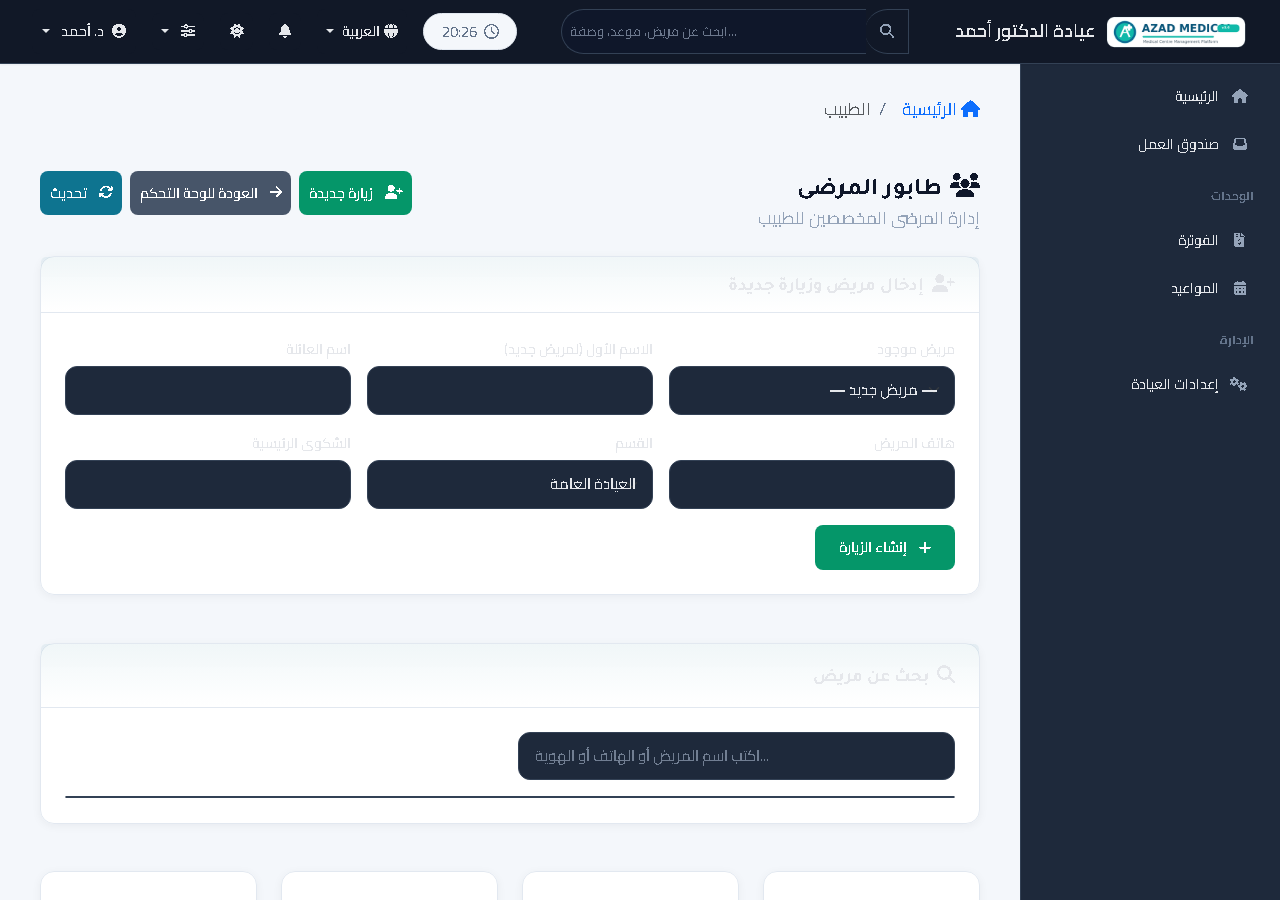 AZAD MEDICAL
Medical Center Management Platform
عيادة الدكتور أحمد
ابحث عن مريض، موعد، وصفة...
20:26
العربية
د. أحمد
الرئيسية
صندوق العمل
الوحدات
الفوترة
المواعيد
الإدارة
إعدادات العيادة
الرئيسية / الطبيب
طابور المرضى
إدارة المرضى المخصصين للطبيب
زيارة جديدة
العودة للوحة التحكم
تحديث
إدخال مريض وزيارة جديدة
مريض موجود
الاسم الأول (لمريض جديد)
اسم العائلة
— مريض جديد —
هاتف المريض
القسم
الشكوى الرئيسية
العيادة العامة
إنشاء الزيارة
بحث عن مريض
اكتب اسم المريض أو الهاتف أو الهوية...